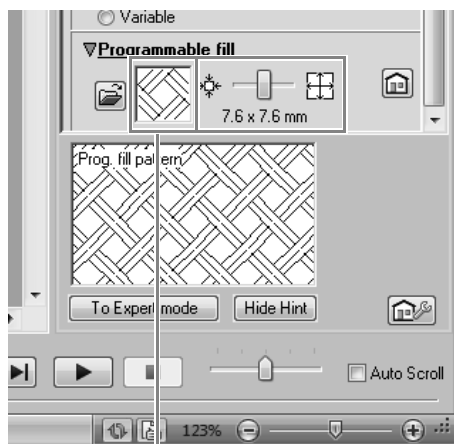 Variable
Programmable fill
7.6 x 7.6 mm
Prog. fill pattern
To Expert mode
Hide Hint
Auto Scroll
123%